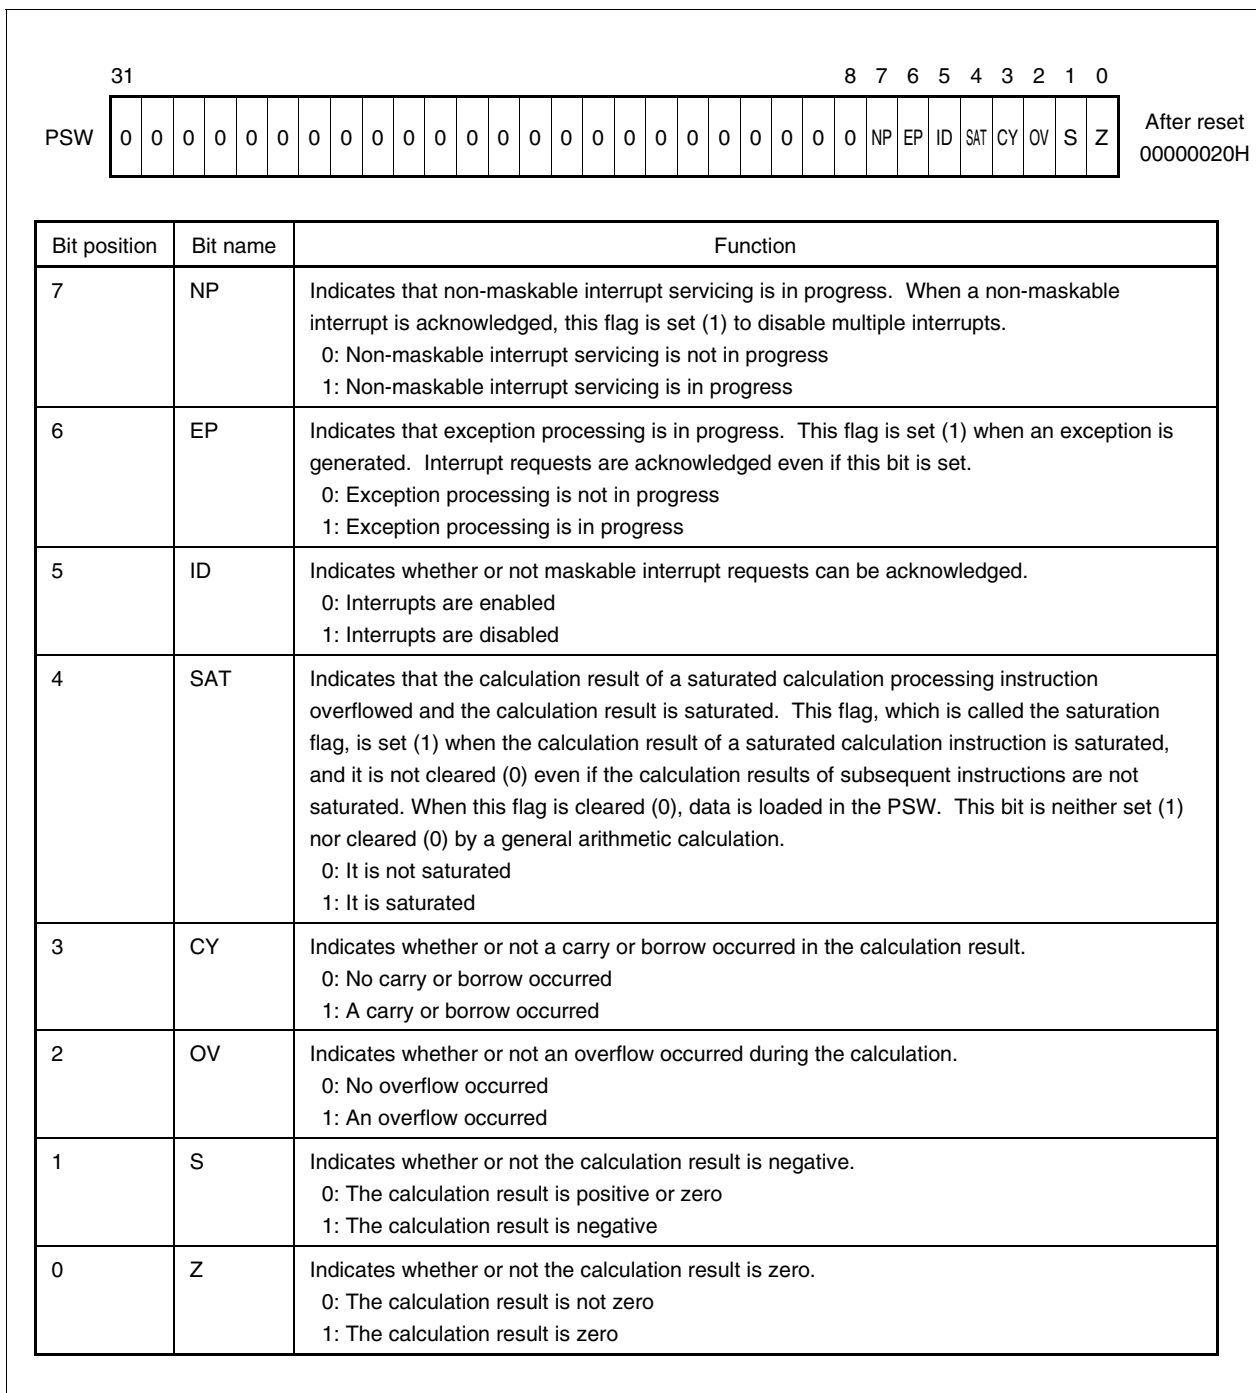 31 8 7 6 5 4 3 2 1 0
PSW 0 0 0 0 0 0 0 0 0 0 0 0 0 0 0 0 0 0 0 0 0 0 0 0 NP EP ID SAT CY OV S Z After reset
00000020H
Bit position Bit name Function
7 NP Indicates that non-maskable interrupt servicing is in progress. When a non-maskable
interrupt is acknowledged, this flag is set (1) to disable multiple interrupts.
0: Non-maskable interrupt servicing is not in progress
1: Non-maskable interrupt servicing is in progress
6 EP Indicates that exception processing is in progress. This flag is set (1) when an exception is
generated. Interrupt requests are acknowledged even if this bit is set.
0: Exception processing is not in progress
1: Exception processing is in progress
5 ID Indicates whether or not maskable interrupt requests can be acknowledged.
0: Interrupts are enabled
1: Interrupts are disabled
4 SAT Indicates that the calculation result of a saturated calculation processing instruction
overflowed and the calculation result is saturated. This flag, which is called the saturation
flag, is set (1) when the calculation result of a saturated calculation instruction is saturated,
and it is not cleared (0) even if the calculation results of subsequent instructions are not
saturated. When this flag is cleared (0), data is loaded in the PSW. This bit is neither set (1)
nor cleared (0) by a general arithmetic calculation.
0: It is not saturated
1: It is saturated
3 CY Indicates whether or not a carry or borrow occurred in the calculation result.
0: No carry or borrow occurred
1: A carry or borrow occurred
2 OV Indicates whether or not an overflow occurred during the calculation.
0: No overflow occurred
1: An overflow occurred
1 S Indicates whether or not the calculation result is negative.
0: The calculation result is positive or zero
1: The calculation result is negative
0 Z Indicates whether or not the calculation result is zero.
0: The calculation result is not zero
1: The calculation result is zero